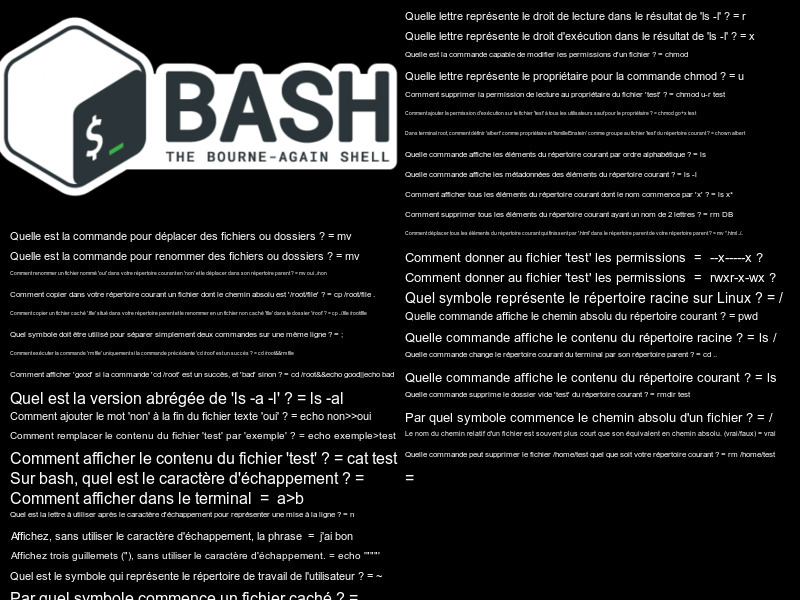 BASH
THE BOURNE-AGAIN SHELL
Quelle est la commande pour déplacer des fichiers ou dossiers ? = mv
Quelle est la commande pour renommer des fichiers ou dossiers ? = mv
Comment renommer un fichier nommé 'oui' dans votre répertoire courant en 'non' et le déplacer dans son répertoire parent ? = mv oui ../non
Comment copier dans votre répertoire courant un fichier dont le chemin absolu est '/root/file' ? = cp /root/file .
Comment copier un fichier caché '.file' situé dans votre répertoire parent et le renommer en un fichier non caché 'file' dans le dossier '/root' ? = cp ../.file /root/file
Quel symbole doit être utilisé pour séparer simplement deux commandes sur une même ligne ? = ;
Comment exécuter la commande 'rm file' uniquement si la commande précédente 'cd /root' est un succès ? = cd /root&&rm file
Comment afficher 'good' si la commande 'cd /root' est un succès, et 'bad' sinon ? = cd /root&&echo good||echo bad
Quel est la version abrégée de 'ls -a -l' ? = ls -al
Comment ajouter le mot 'non' à la fin du fichier texte 'oui' ? = echo non>>oui
Comment remplacer le contenu du fichier 'test' par 'exemple' ? = echo exemple>test
Comment afficher le contenu du fichier 'test' ? = cat test
Sur bash, quel est le caractère d'échappement ? =
Comment afficher dans le terminal  =  a>b
Quel est la lettre à utiliser après le caractère d'échappement pour représenter une mise à la ligne ? = n
Affichez, sans utiliser le caractère d'échappement, la phrase  =  j'ai bon
Affichez trois guillemets ("), sans utiliser le caractère d'échappement. = echo '"""'
Quel est le symbole qui représente le répertoire de travail de l'utilisateur ? = ~
Par quel symbole commence un fichier caché ? =
Quelle lettre représente le droit de lecture dans le résultat de 'ls -l' ? = r
Quelle lettre représente le droit d'exécution dans le résultat de 'ls -l' ? = x
Quelle est la commande capable de modifier les permissions d'un fichier ? = chmod
Quelle lettre représente le propriétaire pour la commande chmod ? = u
Comment supprimer la permission de lecture au propriétaire du fichier 'test' ? = chmod u-r test
Comment ajouter la permission d'exécution sur le fichier 'test' à tous les utilisateurs sauf pour le propriétaire ? = chmod go+x test
Dans terminal root, comment définir 'albert' comme propriétaire et 'familleEinstein' comme groupe au fichier 'test' du répertoire courant ? = chown albert
Quelle commande affiche les éléments du répertoire courant par ordre alphabétique ? = ls
Quelle commande affiche les métadonnées des éléments du répertoire courant ? = ls -l
Comment afficher tous les éléments du répertoire courant dont le nom commence par 'x' ? = ls x*
Comment supprimer tous les éléments du répertoire courant ayant un nom de 2 lettres ? = rm DB
Comment déplacer tous les éléments du répertoire courant qui finissent par '.html' dans le répertoire parent de votre répertoire parent ? = mv *.html ../..
Comment donner au fichier 'test' les permissions  =  --x-----x ?
Comment donner au fichier 'test' les permissions  =  rwxr-x-wx ?
Quel symbole représente le répertoire racine sur Linux ? = /
Quelle commande affiche le chemin absolu du répertoire courant ? = pwd
Quelle commande affiche le contenu du répertoire racine ? = ls /
Quelle commande change le répertoire courant du terminal par son répertoire parent ? = cd ..
Quelle commande affiche le contenu du répertoire courant ? = ls
Quelle commande supprime le dossier vide 'test' du répertoire courant ? = rmdir test
Par quel symbole commence le chemin absolu d'un fichier ? = /
Le nom du chemin relatif d'un fichier est souvent plus court que son équivalent en chemin absolu. (vrai/faux) = vrai
Quelle commande peut supprimer le fichier /home/test quel que soit votre répertoire courant ? = rm /home/test
=